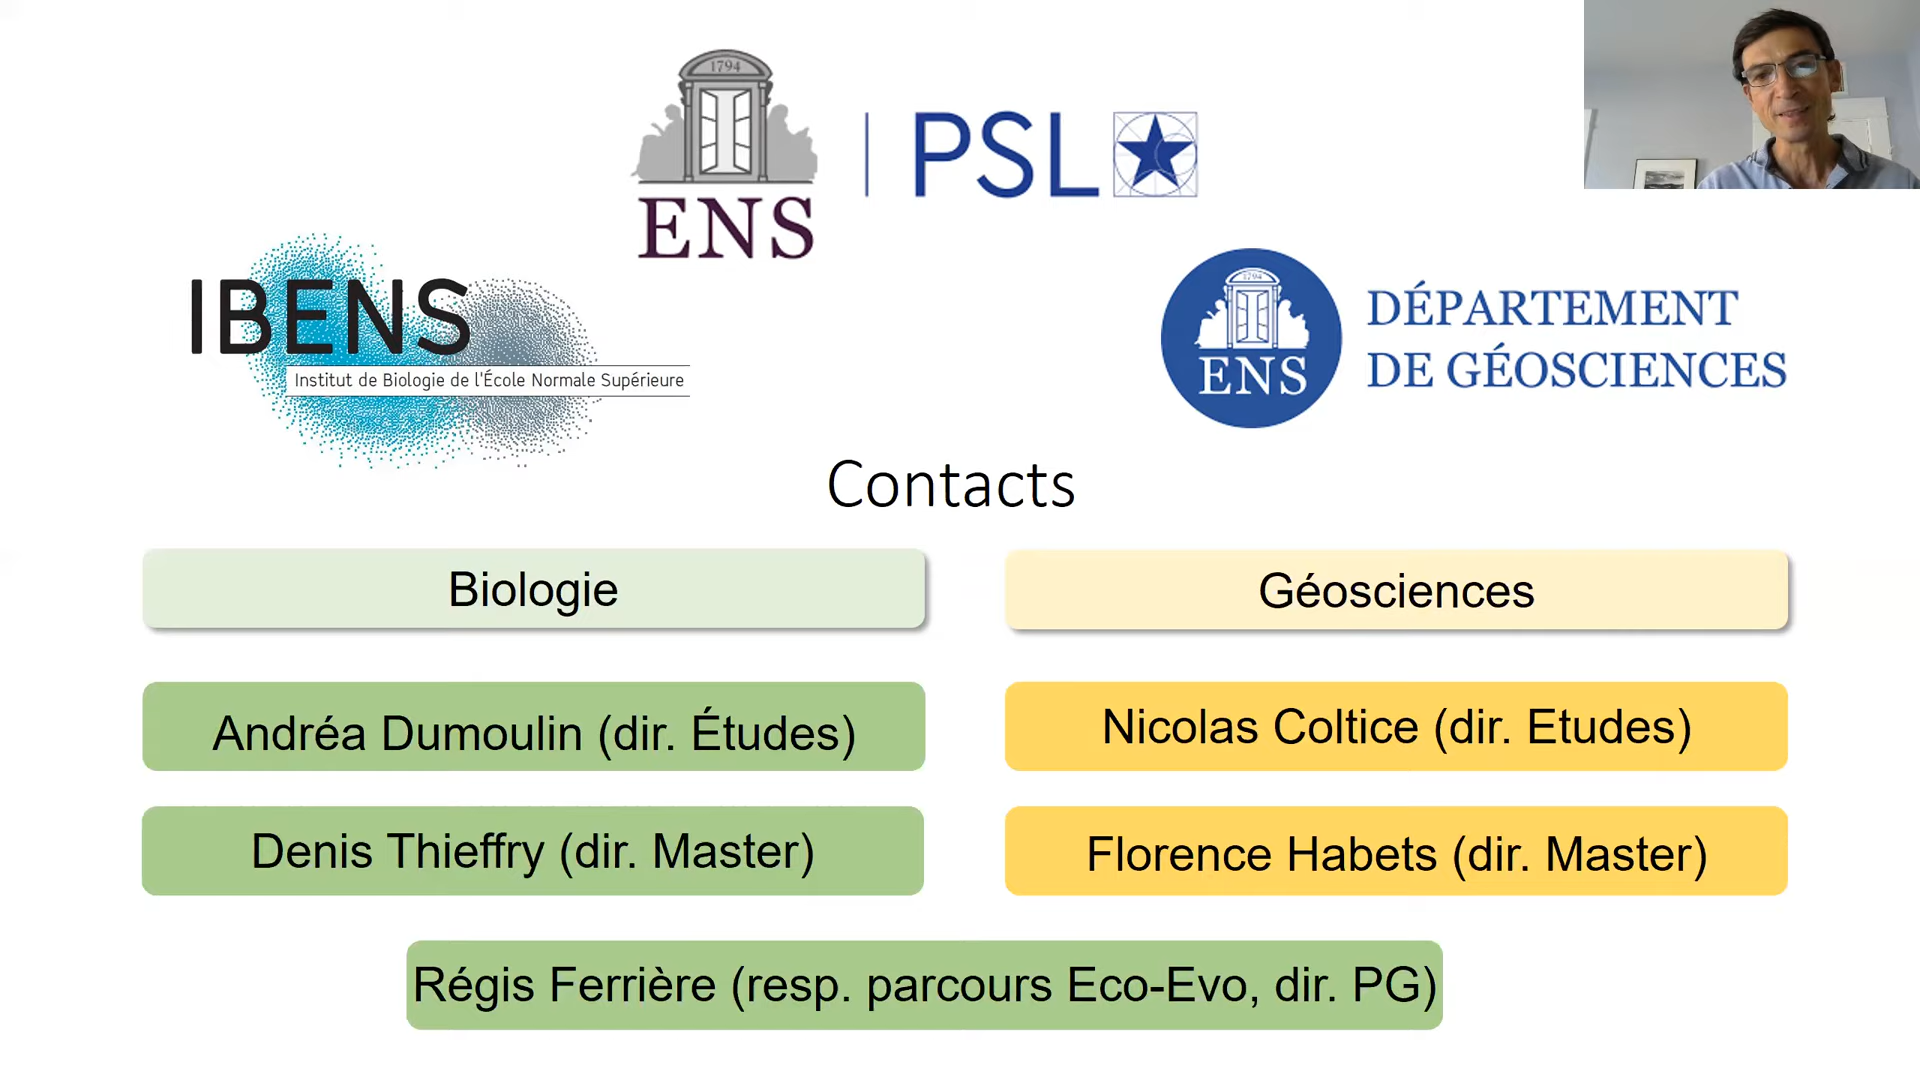 1794
ENS
PSL
IBENS
Institut de Biologie de l'École Normale Supérieure
1794
ENS
DÉPARTEMENT
DE GÉOSCIENCES
Contacts
Biologie
Géosciences
Andréa Dumoulin (dir. Études)
Nicolas Coltice (dir. Etudes)
Denis Thieffry (dir. Master)
Florence Habets (dir. Master)
Régis Ferrière (resp. parcours Eco-Evo, dir. PG)